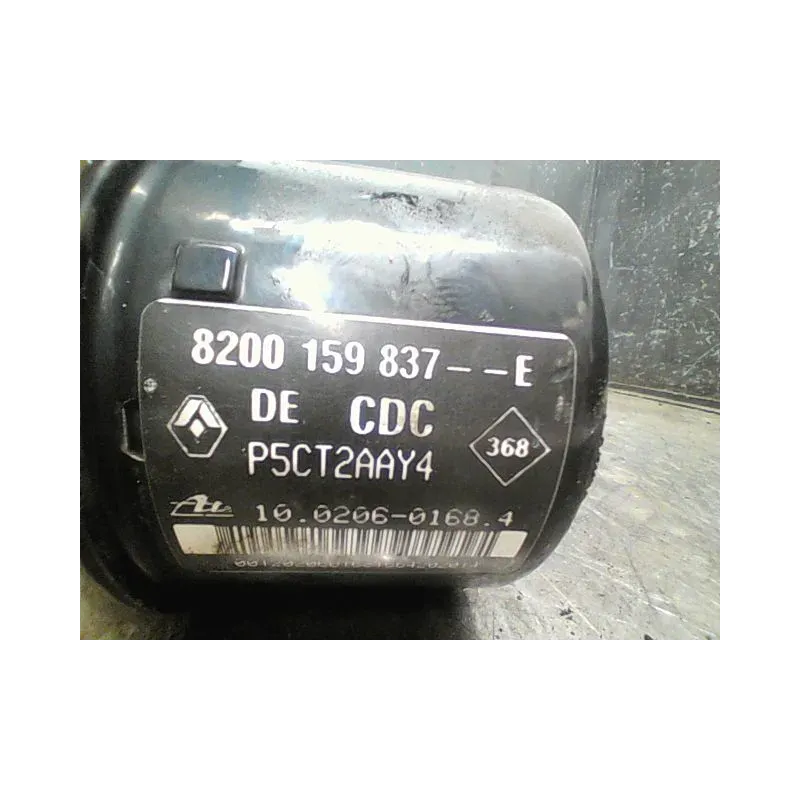 8200 159 837--E
DE CDC
368
P5CT2AAY4
10.0206-0168.4